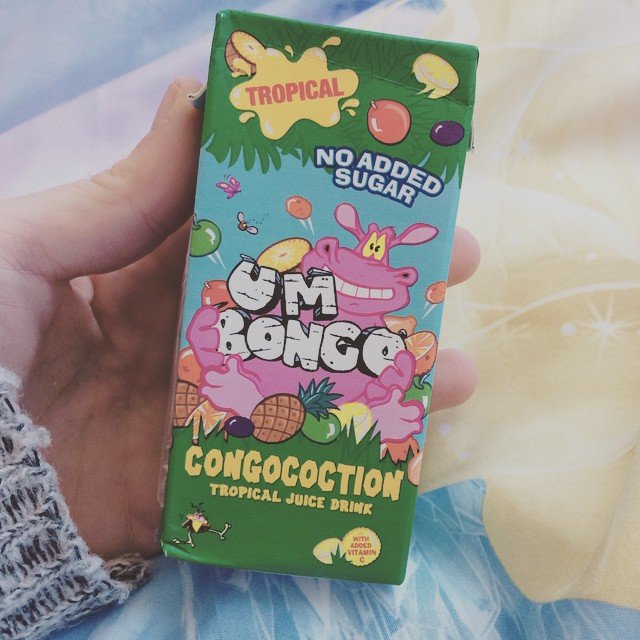 TROPICAL
NO ADDED
SUGAR
UM
BONGO
CONGOCOCTION
TROPICAL JUICE DRINK
WITH
ADDED
VITAMIN
C